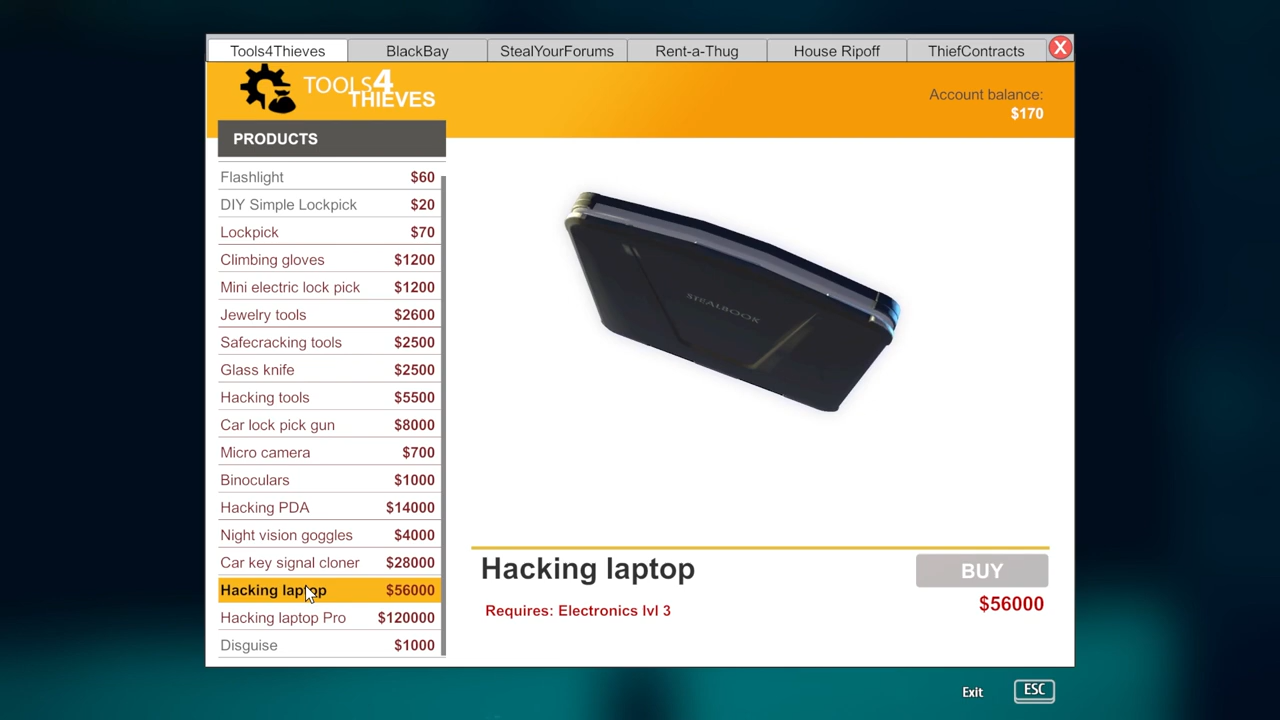 Tools4Thieves BlackBay StealYourForums Rent-a-Thug House Ripoff ThiefContracts X
TOOLS4
THIEVES
Account balance:
$170
PRODUCTS
Flashlight $60
DIY Simple Lockpick $20
Lockpick $70
Climbing gloves $1200
Mini electric lock pick $1200
Jewelry tools $2600
Safecracking tools $2500
Glass knife $2500
Hacking tools $5500
Car lock pick gun $8000
Micro camera $700
Binoculars $1000
Hacking PDA $14000
Night vision goggles $4000
Car key signal cloner $28000
Hacking laptop $56000
Hacking laptop Pro $120000
Disguise $1000
STEALBOOK
Hacking laptop
BUY
$56000
Requires: Electronics lvl 3
Exit ESC